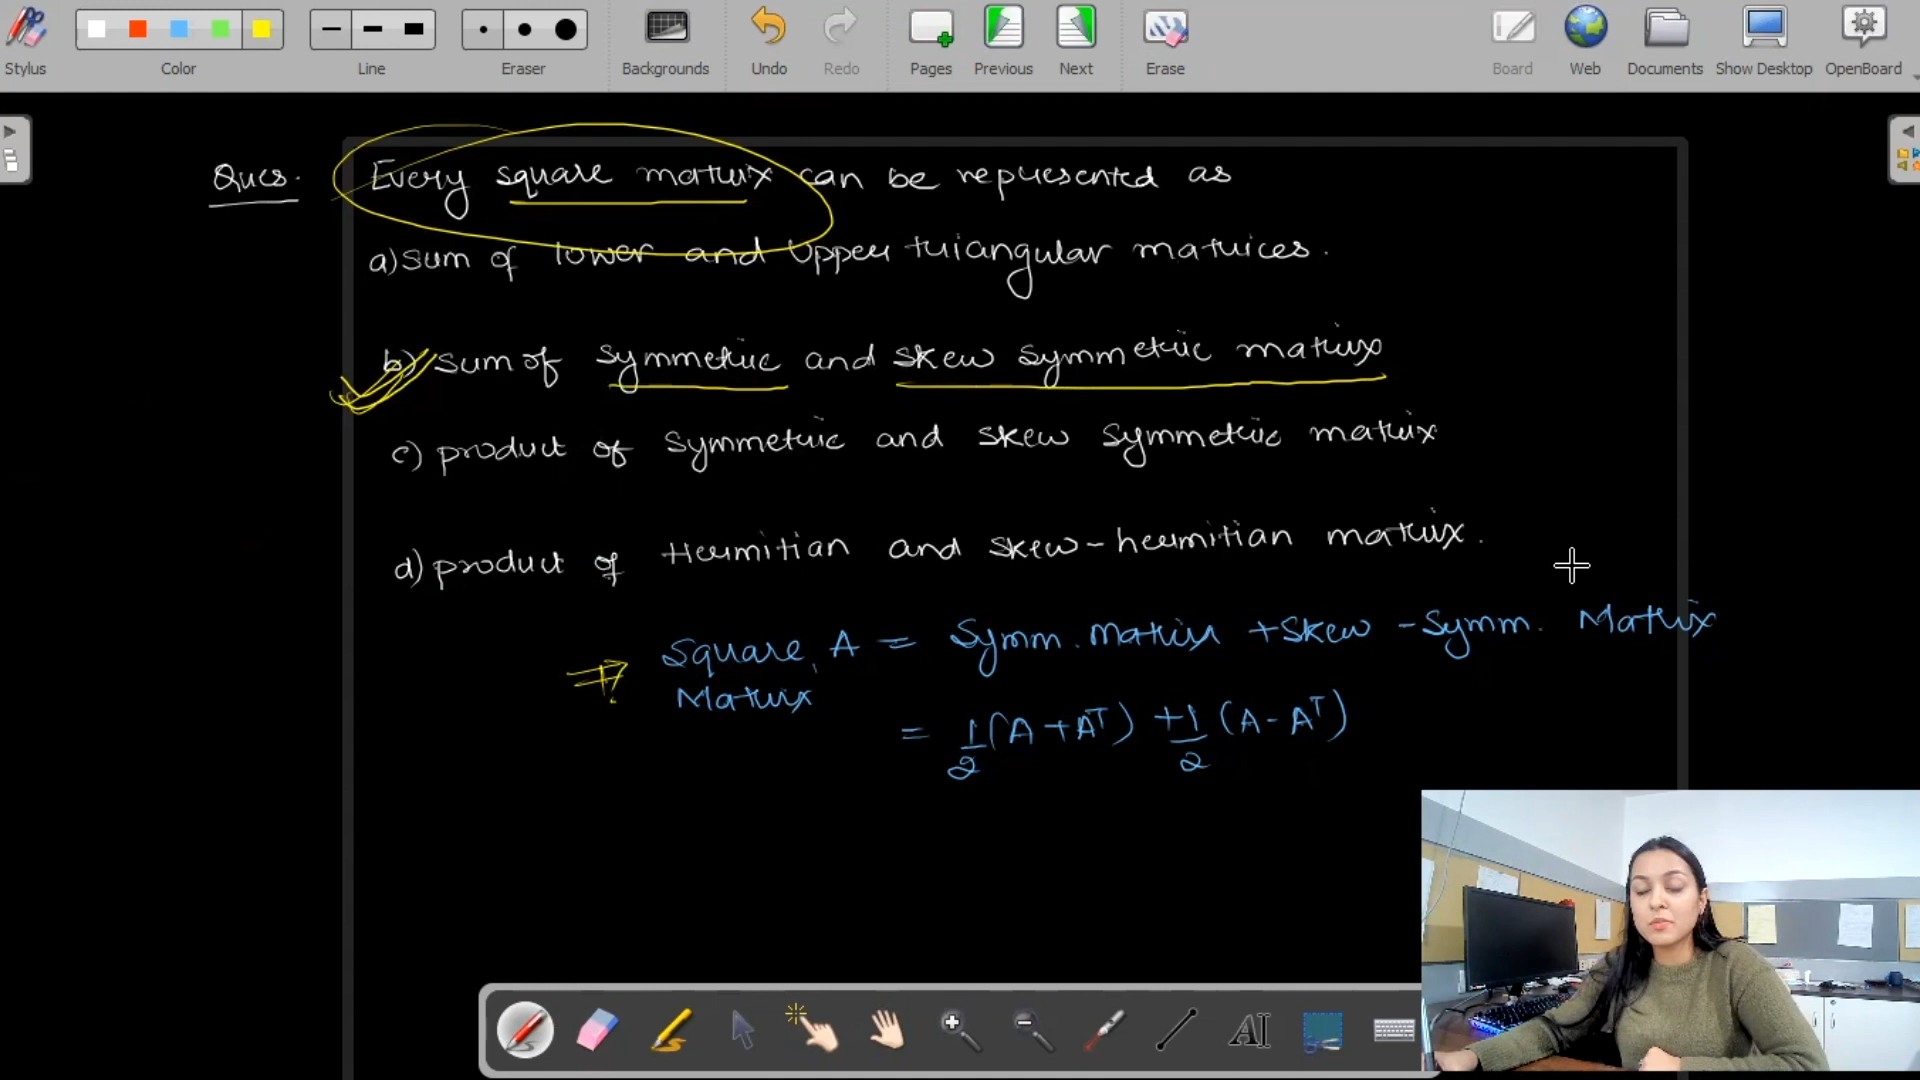 Stylus Color Line Eraser Backgrounds Undo Redo Pages Previous Next Erase Board Web Documents Show Desktop OpenBoard
Ques. Every square matrix can be represented as
a) sum of lower and Upper triangular matrices.
b) sum of symmetric and skew symmetric matrix
c) product of symmetric and skew symmetric matrix
d) product of Hermitian and skew-hermitian matrix.
⇒ Square A = Symm. Matrix + Skew - Symm. Matrix
Matrix
= 1/2 (A + Aᵀ) + 1/2 (A - Aᵀ)
AI